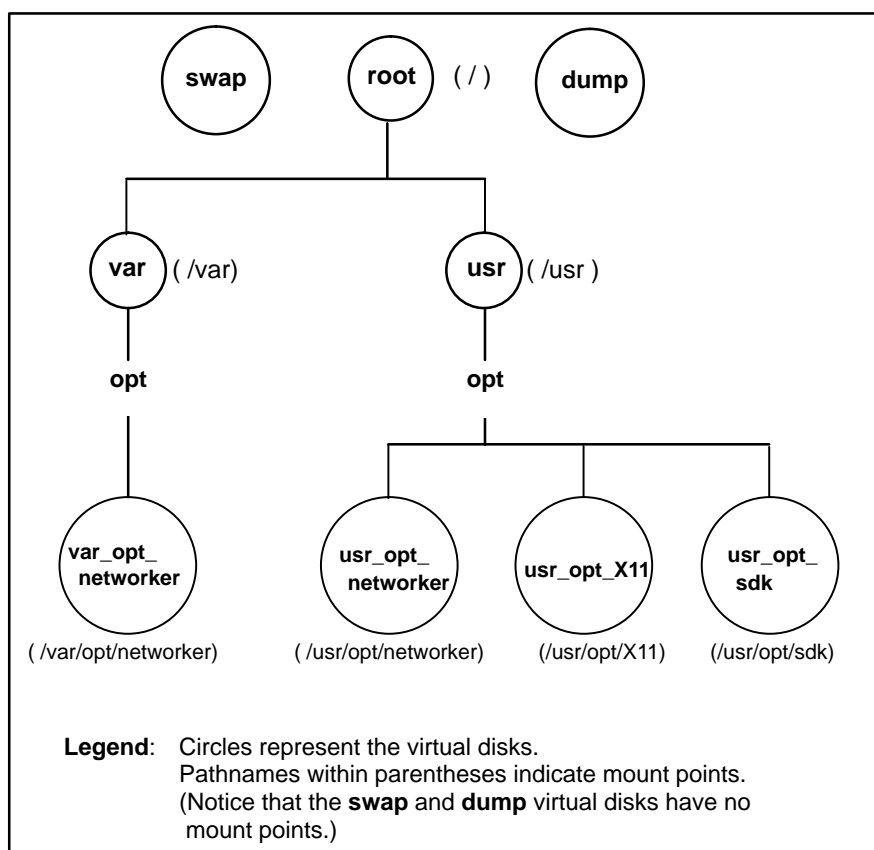 swap root ( / ) dump
var ( /var) usr ( /usr )
opt opt
var_opt_
networker
usr_opt_
networker
usr_opt_X11
usr_opt_
sdk
( /var/opt/networker) ( /usr/opt/networker) (/usr/opt/X11) (/usr/opt/sdk)
Legend: Circles represent the virtual disks.
Pathnames within parentheses indicate mount points.
(Notice that the swap and dump virtual disks have no
mount points.)